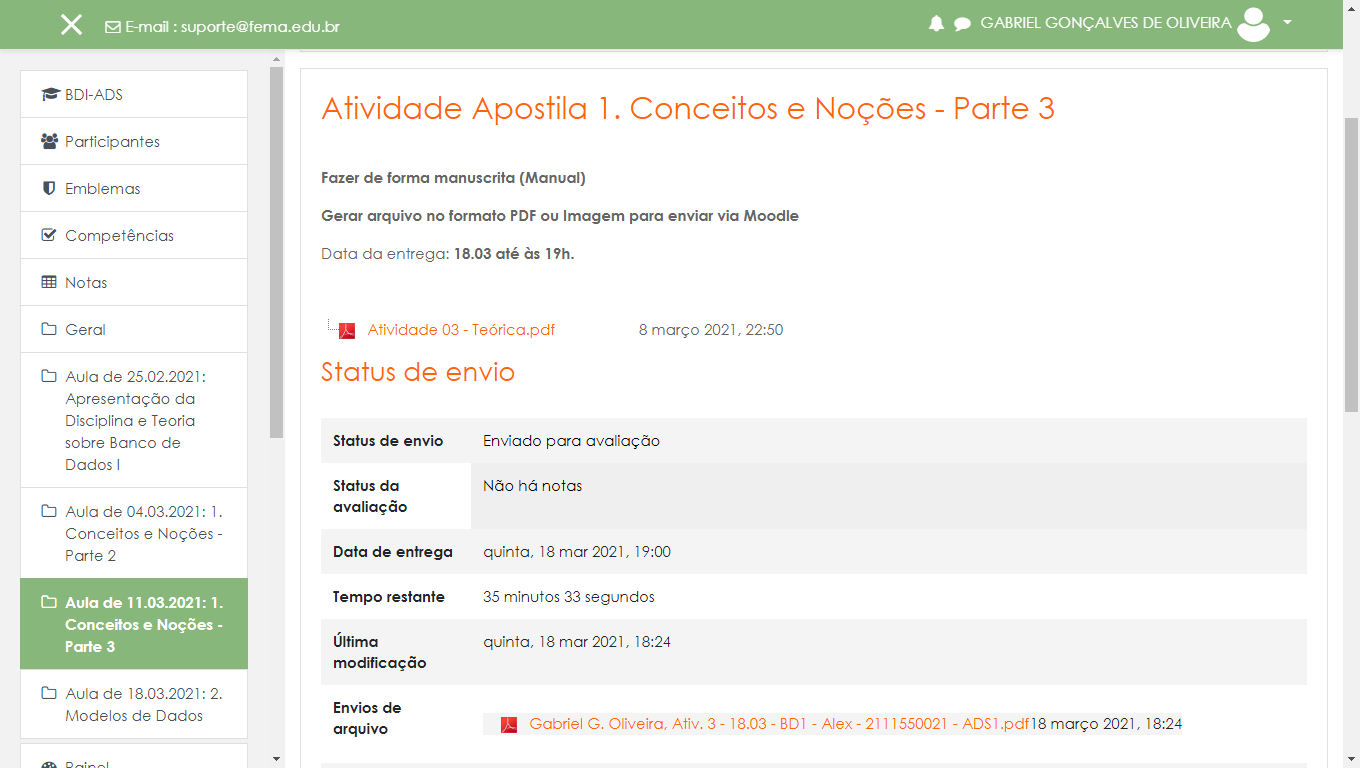 E-mail : suporte@fema.edu.br
GABRIEL GONÇALVES DE OLIVEIRA
BDI-ADS
Participantes
Emblemas
Competências
Notas
Geral
Aula de 25.02.2021:
Apresentação da
Disciplina e Teoria
sobre Banco de
Dados I
Aula de 04.03.2021: 1.
Conceitos e Noções -
Parte 2
Aula de 11.03.2021: 1.
Conceitos e Noções -
Parte 3
Aula de 18.03.2021: 2.
Modelos de Dados
Painel
Atividade Apostila 1. Conceitos e Noções - Parte 3
Fazer de forma manuscrita (Manual)
Gerar arquivo no formato PDF ou Imagem para enviar via Moodle
Data da entrega: 18.03 até às 19h.
Atividade 03 - Teórica.pdf 8 março 2021, 22:50
Status de envio
Status de envio Enviado para avaliação
Status da
avaliação
Não há notas
Data de entrega quinta, 18 mar 2021, 19:00
Tempo restante 35 minutos 33 segundos
Última
modificação
quinta, 18 mar 2021, 18:24
Envios de
arquivo
Gabriel G. Oliveira, Ativ. 3 - 18.03 - BD1 - Alex - 2111550021 - ADS1.pdf18 março 2021, 18:24